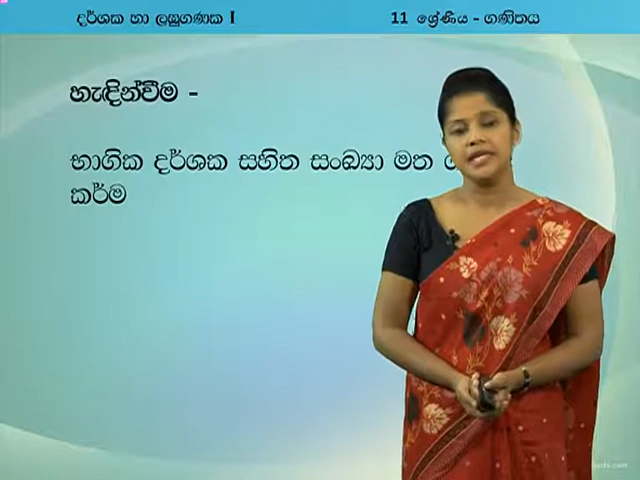 දර්ශක හා ලඝුගණක I
11 ශ්‍රේණිය - ගණිතය
හැඳින්වීම -
භාගික දර්ශක සහිත සංඛ්‍යා මත
කර්ම